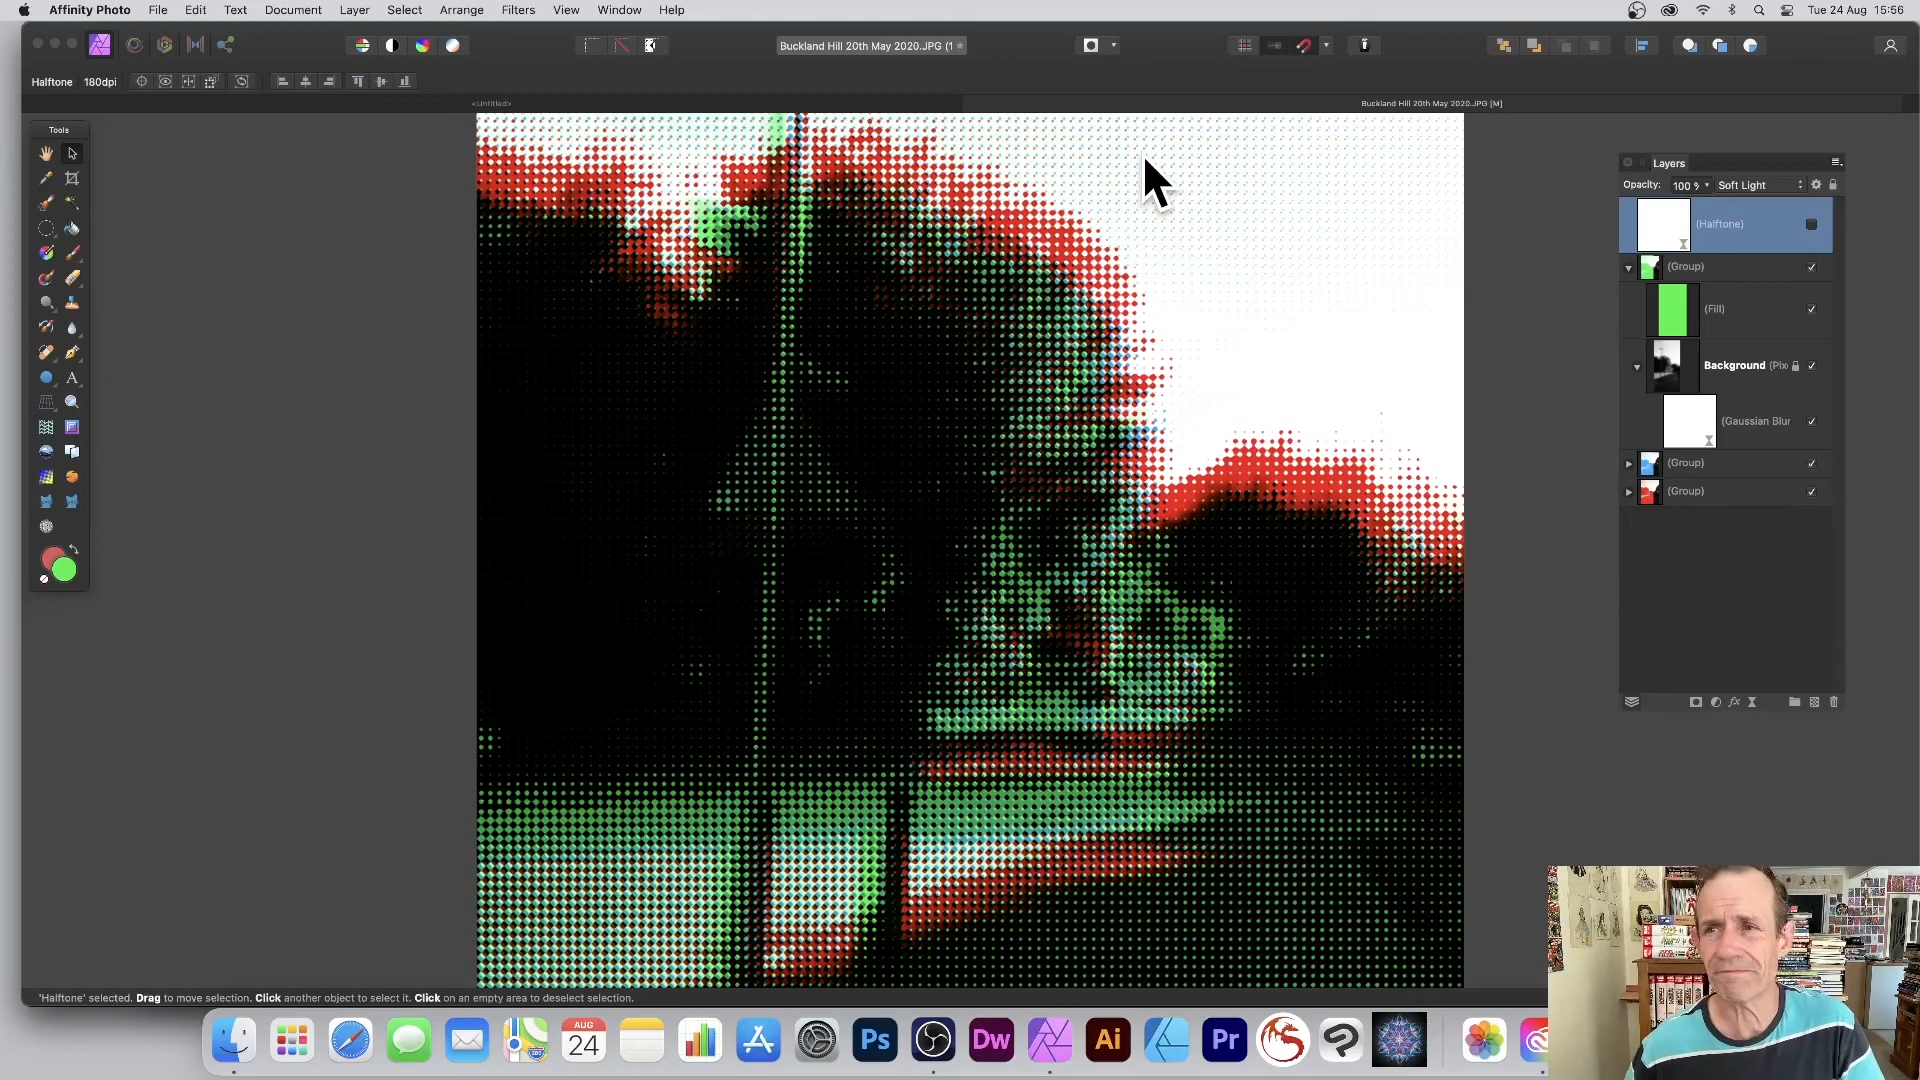 Affinity Photo File Edit Text Document Layer Select Arrange Filters View Window Help
Tue 24 Aug 15:56
Buckland Hill 20th May 2020.JPG (1 *
Halftone 180dpi
<Untitled>
Buckland Hill 20th May 2020.JPG [M]
Tools
Layers
Opacity: 100 % Soft Light
(Halftone)
(Group)
(Fill)
Background (Pix
(Gaussian Blur
(Group)
(Group)
'Halftone' selected. Drag to move selection. Click another object to select it. Click on an empty area to deselect selection.
AUG
24
280
Ps
Dw
Ai
Pr